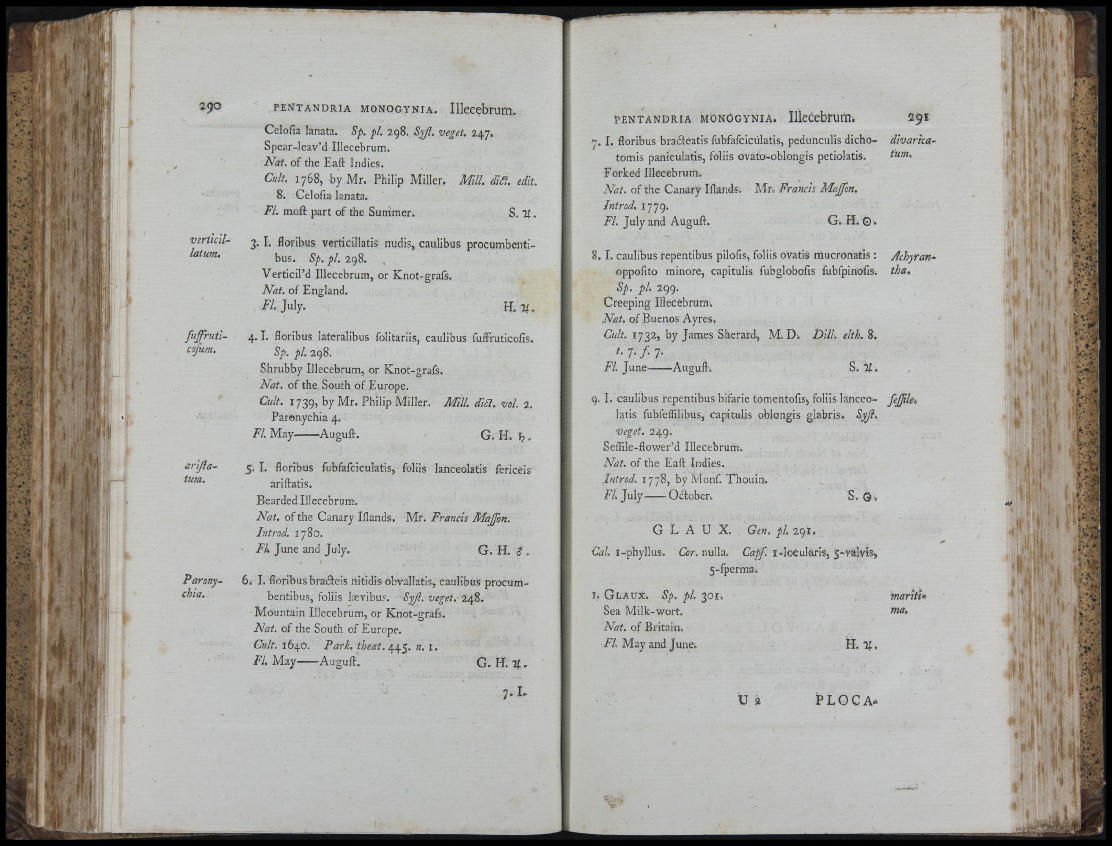 290 PENTANDRIA MONOGYNIA. Illecebrum.
Celoſia lanata. Sp. pl. 298. Syſt. veget. 247.
Spear-leav'd Illecebrum.
Nat. of the Eaſt Indies.
Cult. 1768, by Mr. Philip Miller. Mill. dict. edit.
8. Celoſia lanata.
Fl. moſt part of the Summer. S. ♃.
verticil- 3. I. floribus verticillatis nudis, caulibus procumbenti-
latum. bus. Sp. pl. 298.
Verticil'd Illecebrum, or Knot-graſs.
Nat. of England.
Fl. July. H. ♃.
ſuffruti- 4. I. floribus lateralibus ſolitariis, caulibus ſuffruticoſis.
coſum. Sp. pl. 298.
Shrubby Illecebrum, or Knot-graſs.
Nat. of the South of Europe.
Cult. 1739, by Mr. Philip Miller. Mill. dict. vol. 2.
Paronychia 4.
Fl. May——Auguſt. G. H. ♄.
ariſta- 5. I. floribus ſubfaſciculatis, foliis lanceolatis ſericeis
tum. ariſtatis.
Bearded Illecebrum.
Nat. of the Canary Iſlands. Mr. Francis Maſſon.
Introd. 1780.
Fl. June and July. G. H. ♂.
Parony- 6. I. floribus bracteis nitidis obvallatis, caulibus procum-
chia. bentibus, foliis lævibus. Syſt. veget. 248.
Mountain Illecebrum, or Knot-graſs.
Nat. of the South of Europe.
Cult. 1640. Park. theat. 445. n. 1.
Fl. May——Auguſt. G. H. ♃.
7. I.
PENTANDRIA MONOGYNIA. Illecebrum. 291
7. I. floribus bracteatis ſubfaſciculatis, pedunculis dicho- divarica-
tomis paniculatis, foliis ovato-oblongis petiolatis. tum.
Forked Illecebrum.
Nat. of the Canary Iſlands. Mr. Francis Maſſon.
Introd. 1779.
Fl. July and Auguſt. G. H. ☉.
8. I. caulibus repentibus piloſis, foliis ovatis mucronatis: Achyran-
oppoſito minore, capitulis ſubgloboſis ſubſpinoſis. tha.
Sp. pl. 299.
Creeping Illecebrum.
Nat. of Buenos Ayres.
Cult. 1732, by James Sherard, M. D. Dill. elth. 8.
t. 7. f. 7.
Fl. June——Auguſt. S. ♃.
9. I. caulibus repentibus bifarie tomentoſis, foliis lanceo- ſeſſile.
latis ſubſeſſilibus, capitulis oblongis glabris. Syſt.
veget. 249.
Seſſile-flower'd Illecebrum.
Nat. of the Eaſt Indies.
Introd. 1778, by Monſ. Thouin.
Fl. July——October. S. ☉.
GLAUX. Gen. pl. 291.
Cal. 1-phyllus. Cor. nulla. Capſ. 1-locularis, 5-valvis,
5-ſperma.
1. GLAUX. Sp. pl. 301. mariti-
Sea Milk-wort. ma.
Nat. of Britain.
Fl. May and June. H. ♃.
U 2 PLOCA-